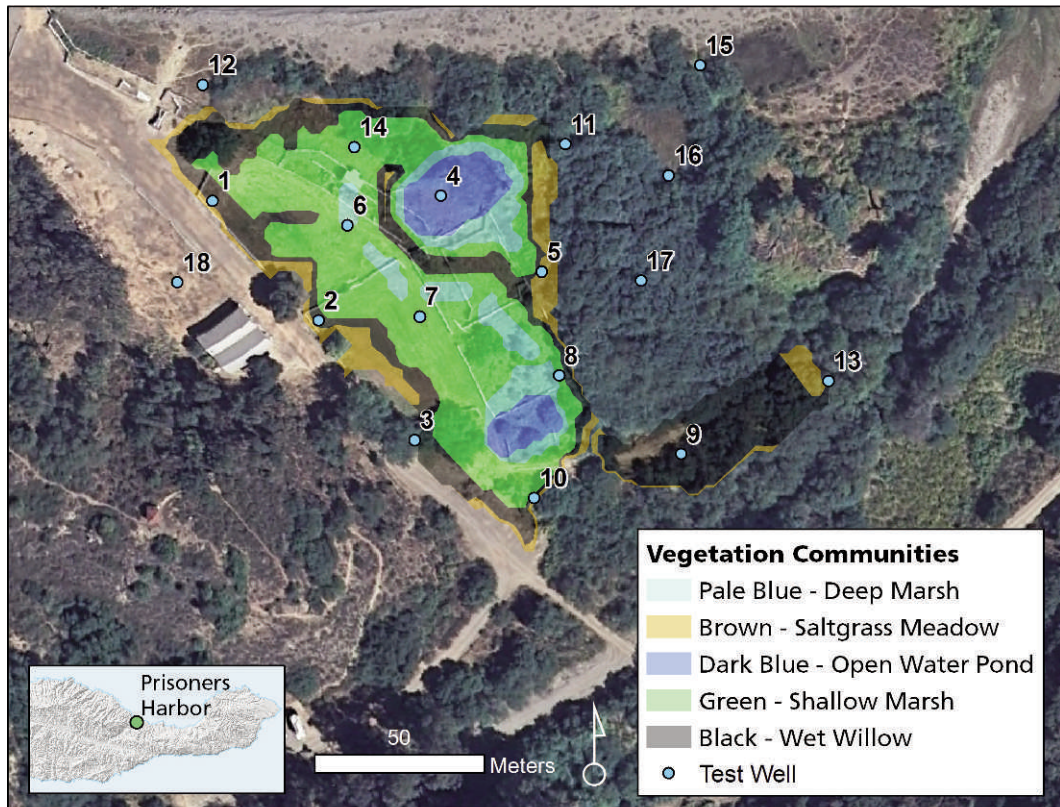 15
12
11
14
16
4
1
6
5
17
18
2
7
8
13
3
9
10
Vegetation Communities
Pale Blue - Deep Marsh
Brown - Saltgrass Meadow
Dark Blue - Open Water Pond
Green - Shallow Marsh
Black - Wet Willow
Test Well
Prisoners
Harbor
50
Meters